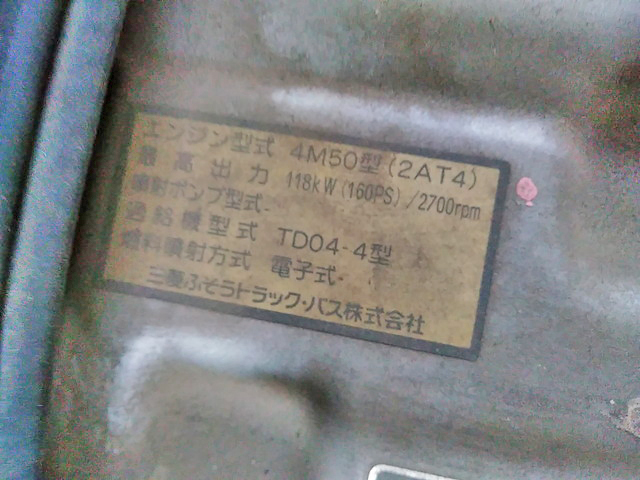 エンジン型式 4M50型(2AT4)
最高出力 118kW(160PS)/2700rpm
噴射ポンプ型式 -
過給機型式 TD04-4型
燃料噴射方式 電子式-
三菱ふそうトラック・バス株式会社